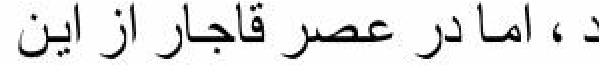 د ، اما در عصر قاجار از این